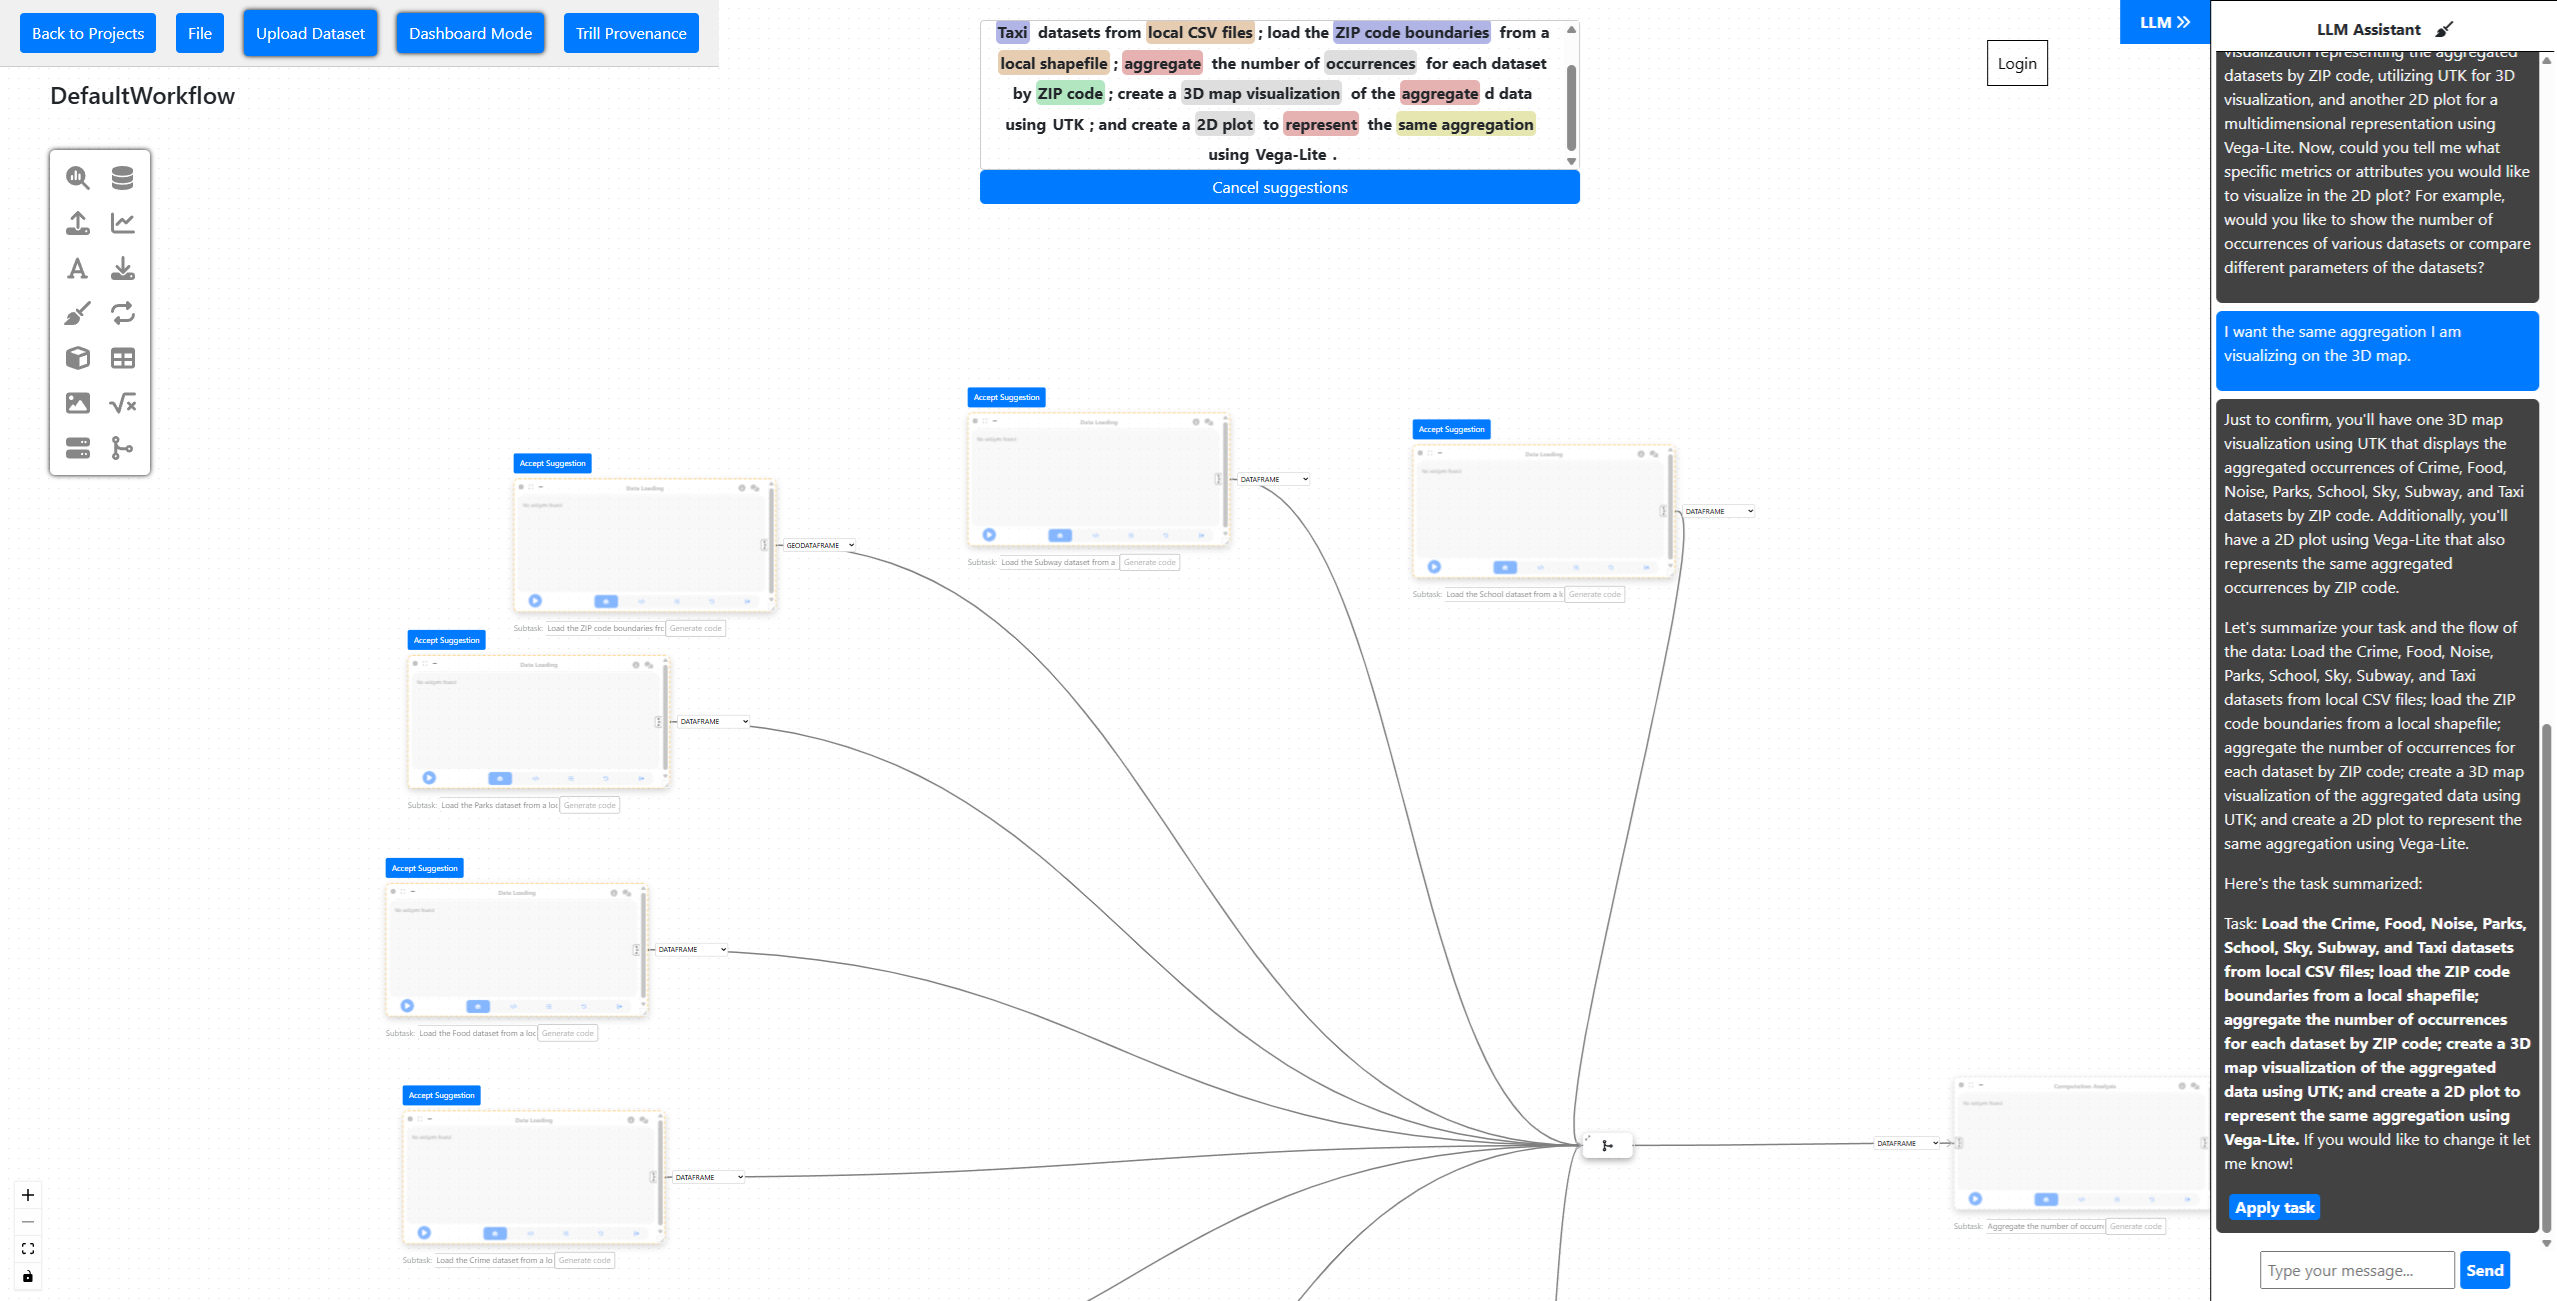 Back to Projects
File
Upload Dataset
Dashboard Mode
Trill Provenance
DefaultWorkflow
Taxi datasets from local CSV files ; load the ZIP code boundaries from a
local shapefile ; aggregate the number of occurrences for each dataset
by ZIP code ; create a 3D map visualization of the aggregate d data
using UTK ; and create a 2D plot to represent the same aggregation
using Vega-Lite .
Cancel suggestions
Login
LLM
LLM Assistant
visualization representing the aggregated
datasets by ZIP code, utilizing UTK for 3D
visualization, and another 2D plot for a
multidimensional representation using
Vega-Lite. Now, could you tell me what
specific metrics or attributes you would like
to visualize in the 2D plot? For example,
would you like to show the number of
occurrences of various datasets or compare
different parameters of the datasets?
I want the same aggregation I am
visualizing on the 3D map.
Just to confirm, you'll have one 3D map
visualization using UTK that displays the
aggregated occurrences of Crime, Food,
Noise, Parks, School, Sky, Subway, and Taxi
datasets by ZIP code. Additionally, you'll
have a 2D plot using Vega-Lite that also
represents the same aggregated
occurrences by ZIP code.
Let's summarize your task and the flow of
the data: Load the Crime, Food, Noise,
Parks, School, Sky, Subway, and Taxi
datasets from local CSV files; load the ZIP
code boundaries from a local shapefile;
aggregate the number of occurrences for
each dataset by ZIP code; create a 3D map
visualization of the aggregated data using
UTK; and create a 2D plot to represent the
same aggregation using Vega-Lite.
Here's the task summarized:
Task: Load the Crime, Food, Noise, Parks,
School, Sky, Subway, and Taxi datasets
from local CSV files; load the ZIP code
boundaries from a local shapefile;
aggregate the number of occurrences
for each dataset by ZIP code; create a 3D
map visualization of the aggregated
data using UTK; and create a 2D plot to
represent the same aggregation using
Vega-Lite. If you would like to change it let
me know!
Apply task
Type your message...
Send
Accept Suggestion
Data Loading
No widgets found
DATAFRAME
Subtask: Load the Subway dataset from a
Generate code
Accept Suggestion
Data Loading
No widgets found
DATAFRAME
Subtask: Load the School dataset from a l
Generate code
Accept Suggestion
Data Loading
No widgets found
GEODATAFRAME
Subtask: Load the ZIP code boundaries frc
Generate code
Accept Suggestion
Data Loading
No widgets found
DATAFRAME
Subtask: Load the Parks dataset from a loc
Generate code
Accept Suggestion
Data Loading
No widgets found
DATAFRAME
Subtask: Load the Food dataset from a loc
Generate code
Accept Suggestion
Data Loading
No widgets found
DATAFRAME
Subtask: Load the Crime dataset from a lo
Generate code
Computation Analysis
No widgets found
DATAFRAME
Subtask: Aggregate the number of occurr
Generate code